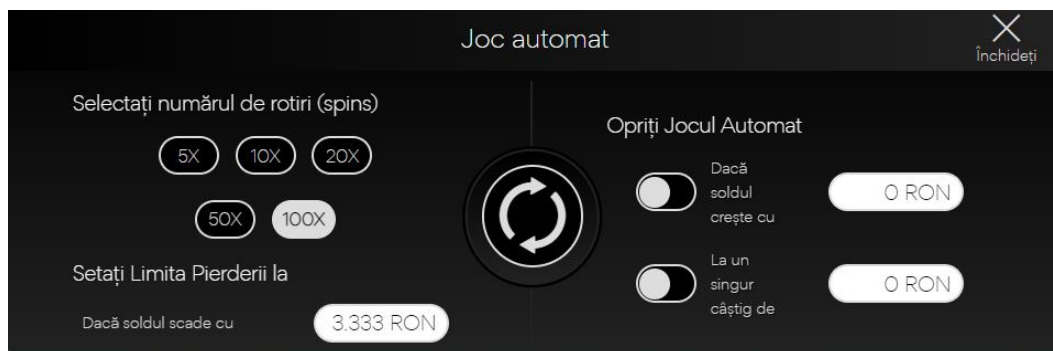 Joc automat
Închideți
Selectați numărul de rotiri (spins)
5X
10X
20X
50X
100X
Setați Limita Pierderii la
Dacă soldul scade cu
3.333 RON
Opriți Jocul Automat
Dacă
soldul
crește cu
0 RON
La un
singur
câștig de
0 RON